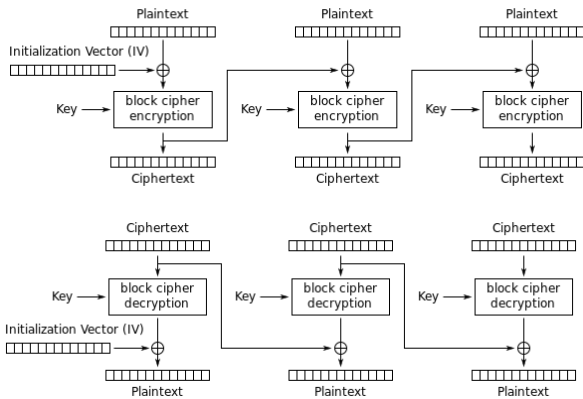 Plaintext Plaintext Plaintext
Initialization Vector (IV)
Key block cipher encryption Key block cipher encryption Key block cipher encryption
Ciphertext Ciphertext Ciphertext
Ciphertext Ciphertext Ciphertext
Key block cipher decryption Key block cipher decryption Key block cipher decryption
Initialization Vector (IV)
Plaintext Plaintext Plaintext